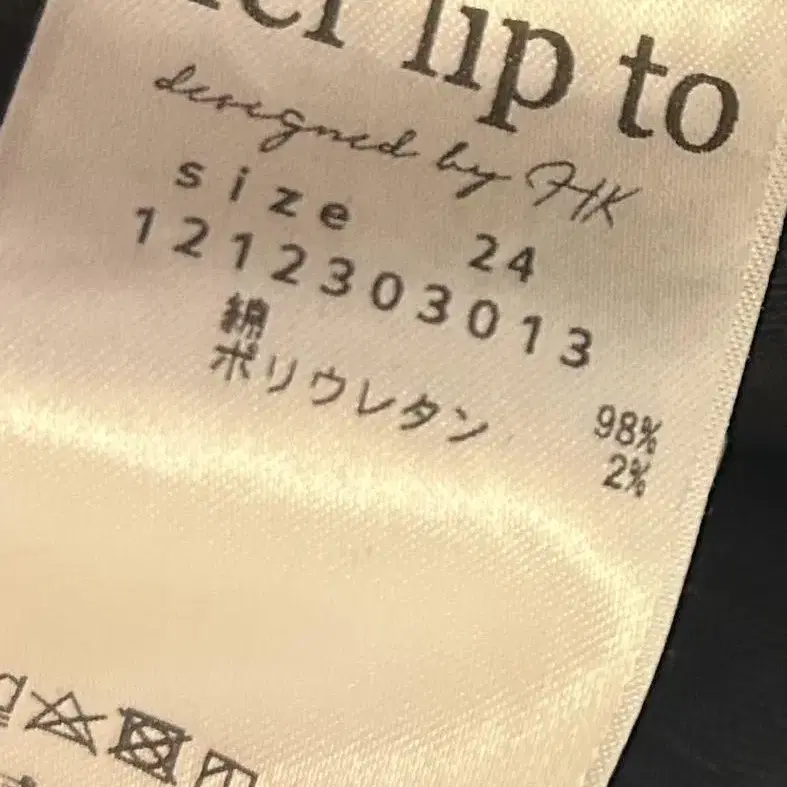 lip to
designed by HK
size 24
1212303013
綿 98%
ポリウレタン 2%